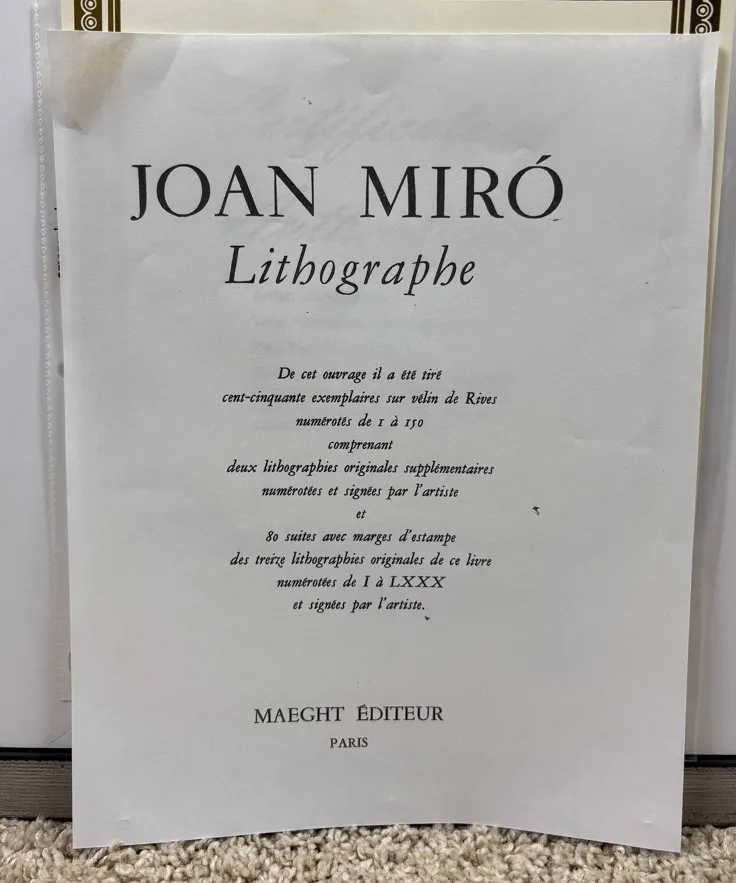 JOAN MIRÓ
Lithographe
De cet ouvrage il a été tiré
cent-cinquante exemplaires sur vélin de Rives
numérotés de 1 à 150
comprenant
deux lithographies originales supplémentaires
numérotées et signées par l'artiste
et
80 suites avec marges d'estampe
des treize lithographies originales de ce livre
numérotées de I à LXXX
et signées par l'artiste.
MAEGHT ÉDITEUR
PARIS